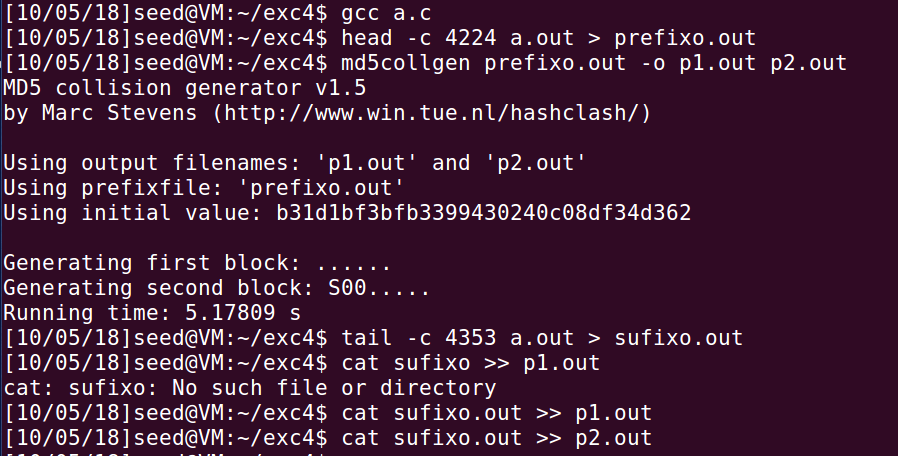 [10/05/18]seed@VM:~/exc4$ gcc a.c
[10/05/18]seed@VM:~/exc4$ head -c 4224 a.out > prefixo.out
[10/05/18]seed@VM:~/exc4$ md5collgen prefixo.out -o p1.out p2.out
MD5 collision generator v1.5
by Marc Stevens (http://www.win.tue.nl/hashclash/)

Using output filenames: 'p1.out' and 'p2.out'
Using prefixfile: 'prefixo.out'
Using initial value: b31d1bf3bfb3399430240c08df34d362

Generating first block: ......
Generating second block: S00.....
Running time: 5.17809 s
[10/05/18]seed@VM:~/exc4$ tail -c 4353 a.out > sufixo.out
[10/05/18]seed@VM:~/exc4$ cat sufixo >> p1.out
cat: sufixo: No such file or directory
[10/05/18]seed@VM:~/exc4$ cat sufixo.out >> p1.out
[10/05/18]seed@VM:~/exc4$ cat sufixo.out >> p2.out